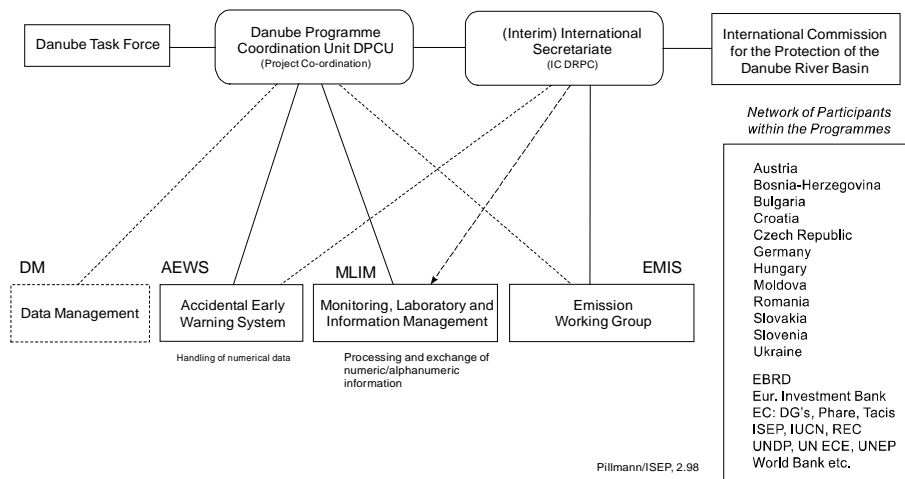 Danube Task Force
Danube Programme
Coordination Unit DPCU
(Project Co-ordination)
(Interim) International
Secretariate
(IC DRPC)
International Commission
for the Protection of the
Danube River Basin
Network of Participants
within the Programmes
Austria
Bosnia-Herzegovina
Bulgaria
Croatia
Czech Republic
Germany
Hungary
Moldova
Romania
Slovakia
Slovenia
Ukraine
EBRD
Eur. Investment Bank
EC: DG's, Phare, Tacis
ISEP, IUCN, REC
UNDP, UN ECE, UNEP
World Bank etc.
DM
Data Management
AEWS
Accidental Early
Warning System
Handling of numerical data
MLIM
Monitoring, Laboratory and
Information Management
Processing and exchange of
numeric/alphanumeric
information
EMIS
Emission
Working Group
Pillmann/ISEP, 2.98